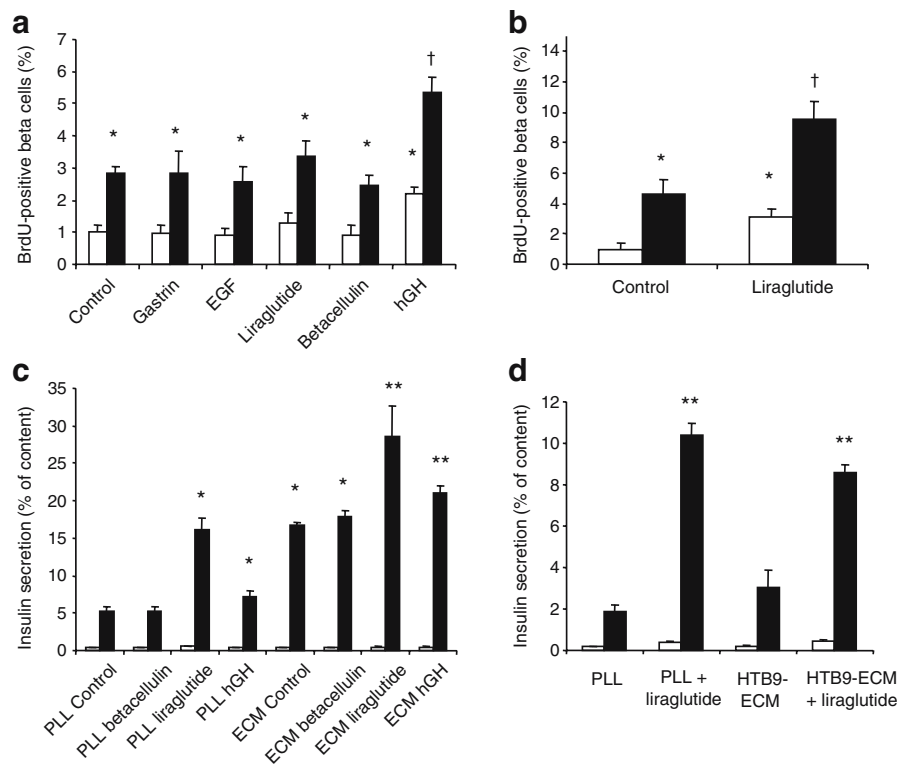 a
BrdU-positive beta cells (%)
7
6
5
4
3
2
1
0
*
*
*
*
*
*
†
Control
Gastrin
EGF
Liraglutide
Betacellulin
hGH
b
BrdU-positive beta cells (%)
14
12
10
8
6
4
2
0
*
*
†
Control
Liraglutide
c
Insulin secretion (% of content)
35
30
25
20
15
10
5
0
*
*
*
*
**
**
PLL Control
PLL betacellulin
PLL liraglutide
PLL hGH
ECM Control
ECM betacellulin
ECM liraglutide
ECM hGH
d
Insulin secretion (% of content)
12
10
8
6
4
2
0
**
**
PLL
PLL +
liraglutide
HTB9-
ECM
HTB9-ECM
+ liraglutide